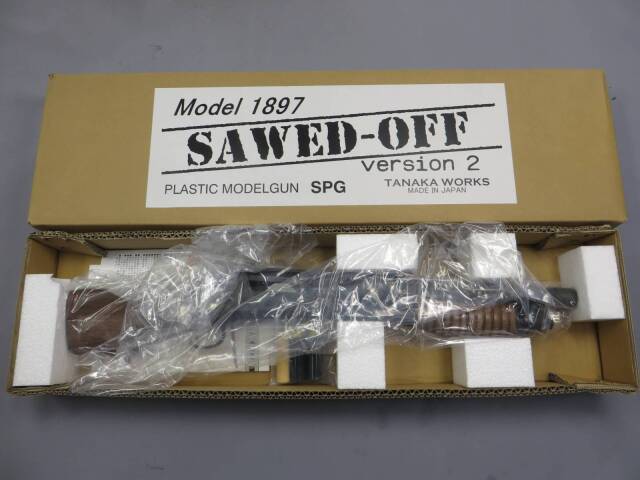 Model 1897
SAWED-OFF
version 2
PLASTIC MODELGUN SPG
TANAKA WORKS
MADE IN JAPAN